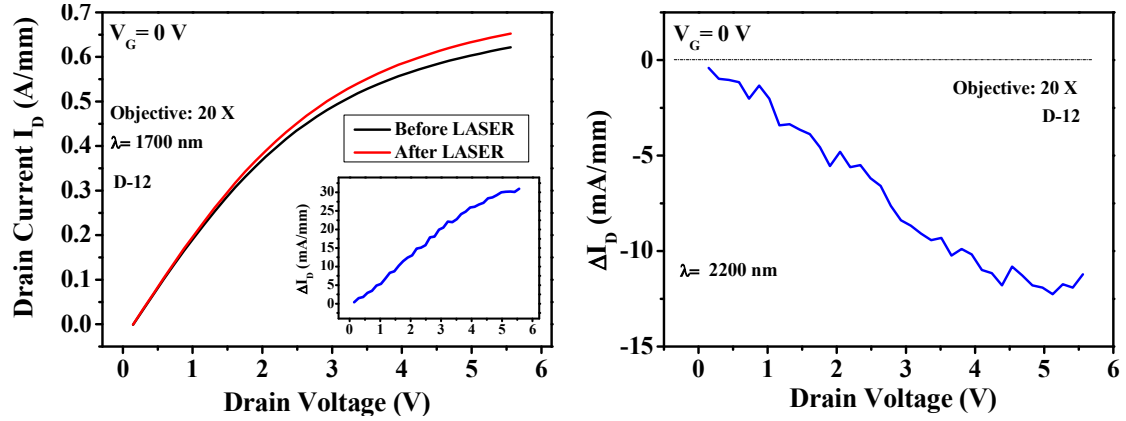 V_G= 0 V
Objective: 20 X
λ= 1700 nm
D-12
Before LASER
After LASER
Drain Current I_D (A/mm)
0.7
0.6
0.5
0.4
0.3
0.2
0.1
0.0
0 1 2 3 4 5 6
Drain Voltage (V)
ΔI_D (mA/mm)
30
25
20
15
10
5
0
0 1 2 3 4 5 6
V_G= 0 V
Objective: 20 X
D-12
λ= 2200 nm
ΔI_D (mA/mm)
0
-5
-10
-15
0 1 2 3 4 5 6
Drain Voltage (V)